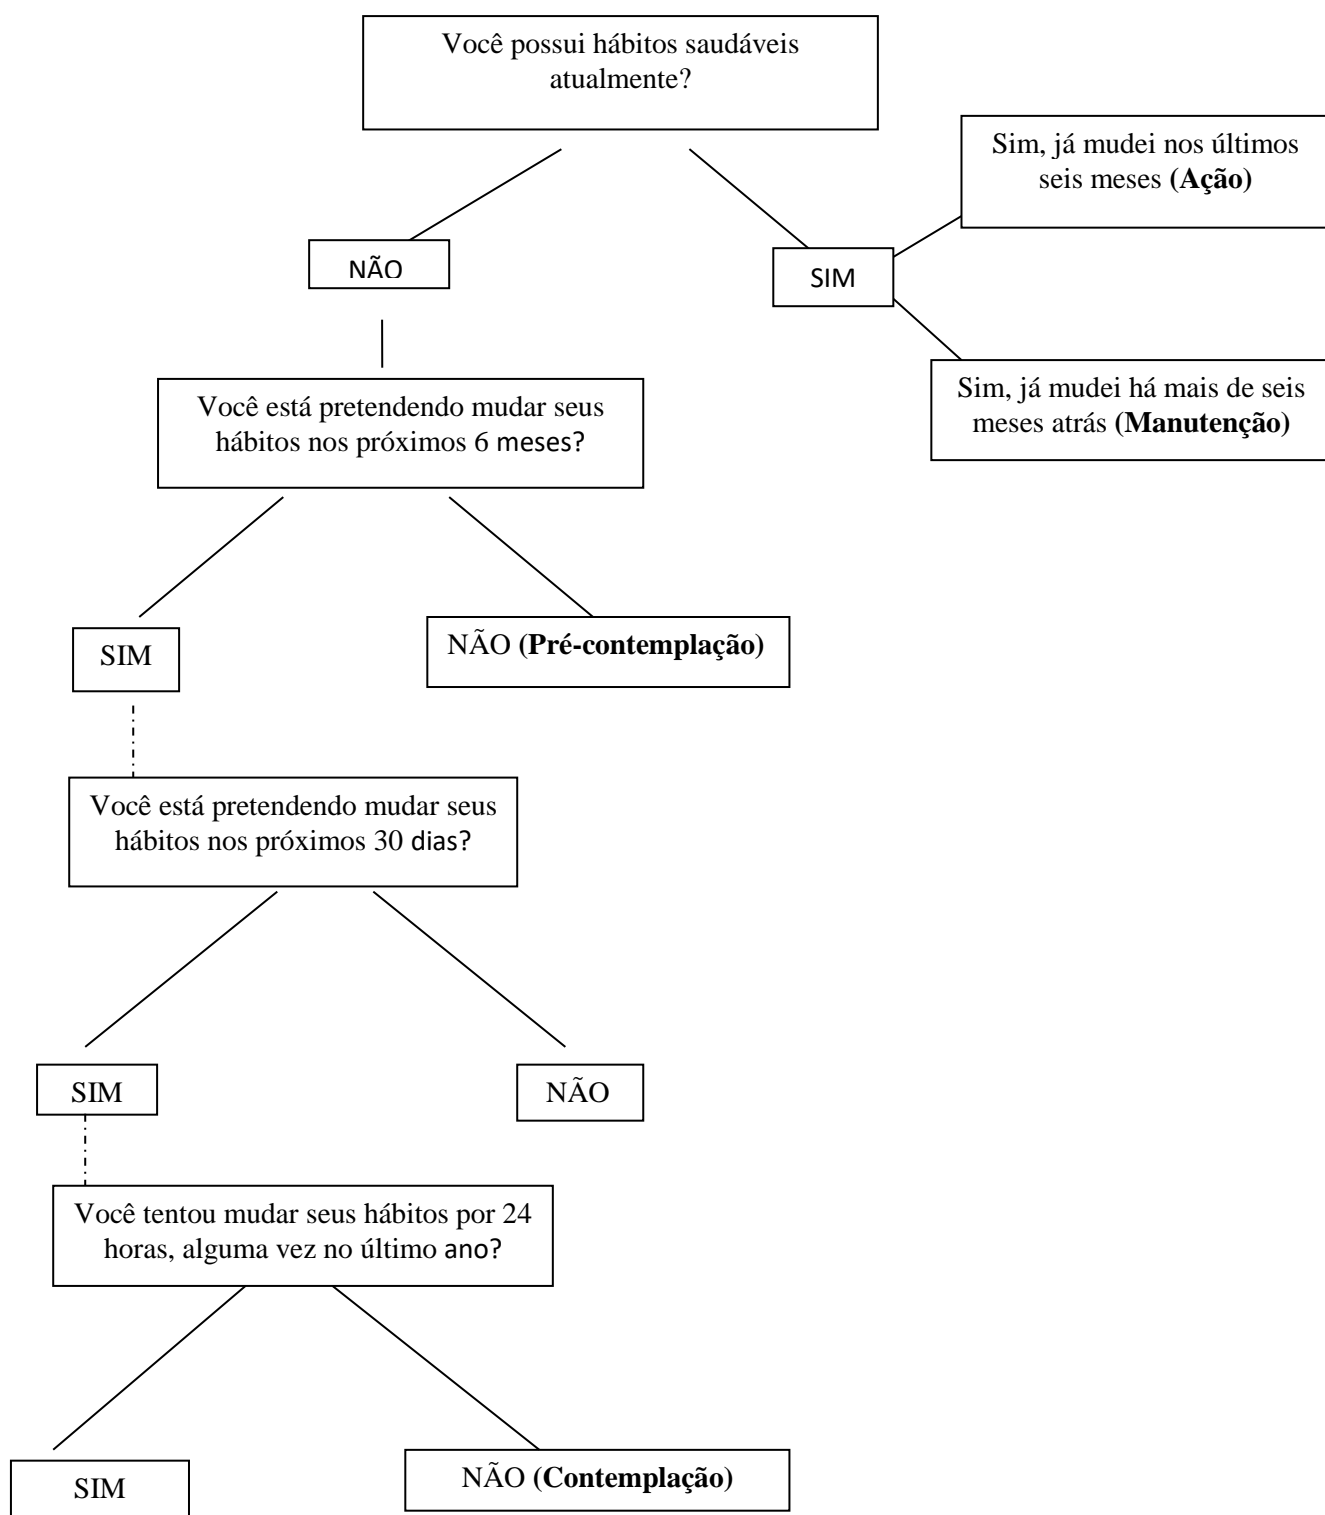 Você possui hábitos saudáveis
atualmente?
Sim, já mudei nos últimos
seis meses (Ação)
NÃO
SIM
Sim, já mudei há mais de seis
meses atrás (Manutenção)
Você está pretendendo mudar seus
hábitos nos próximos 6 meses?
SIM
NÃO (Pré-contemplação)
Você está pretendendo mudar seus
hábitos nos próximos 30 dias?
SIM
NÃO
Você tentou mudar seus hábitos por 24
horas, alguma vez no último ano?
SIM
NÃO (Contemplação)